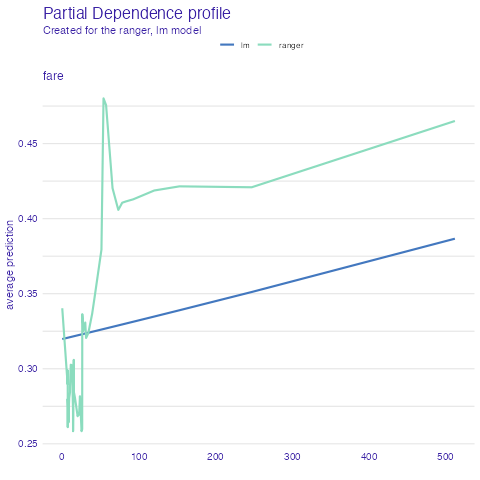 Partial Dependence profile
Created for the ranger, lm model
lm ranger
fare
average prediction
0.45
0.40
0.35
0.30
0.25
0 100 200 300 400 500